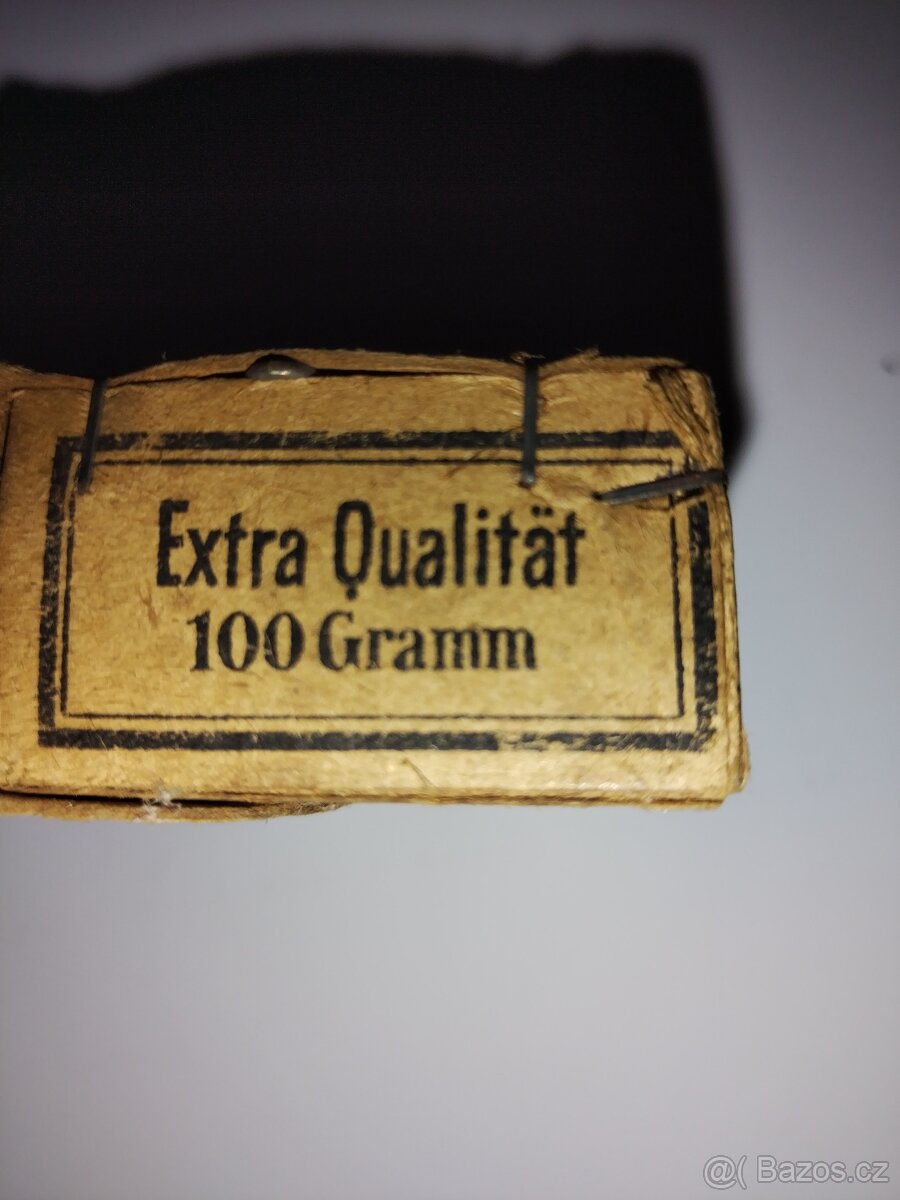 Extra Qualität
100 Gramm
@( Bazos.cz